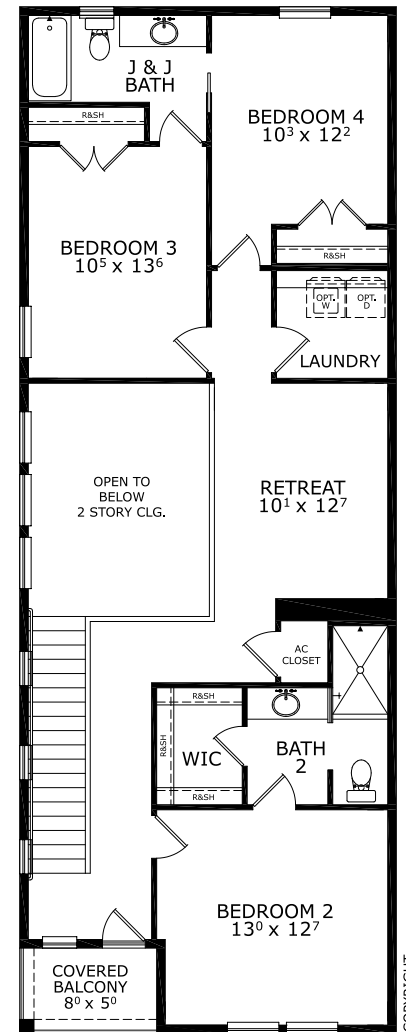 J & J
BATH
R&SH
BEDROOM 4
10³ x 12²
BEDROOM 3
10⁵ x 13⁶
R&SH
OPT.
W
OPT.
D
LAUNDRY
OPEN TO
BELOW
2 STORY CLG.
RETREAT
10¹ x 12⁷
AC
CLOSET
R&SH
R&SH
WIC
R&SH
BATH
2
BEDROOM 2
13⁰ x 12⁷
COVERED
BALCONY
8⁰ x 5⁰
COPYRIGHT